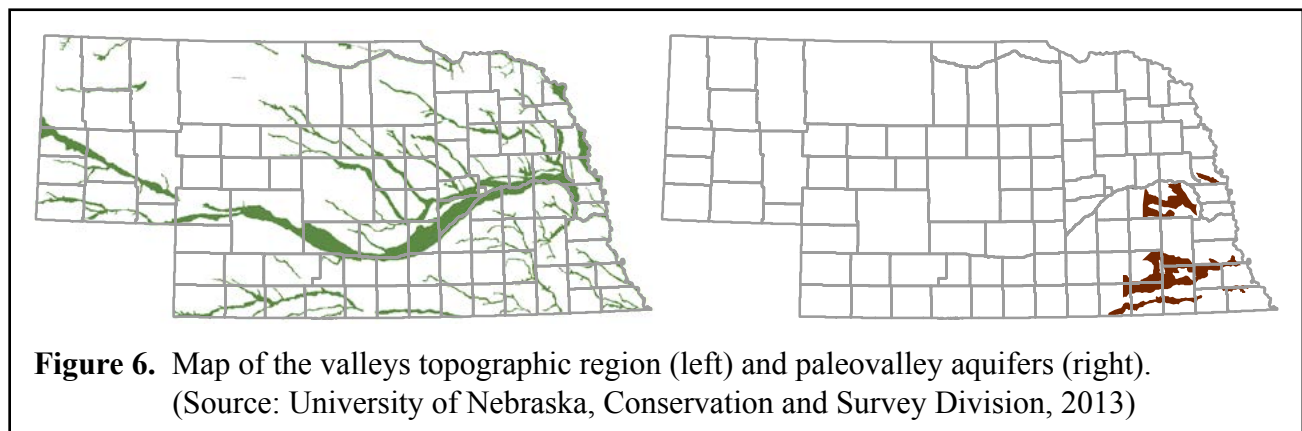 Figure 6. Map of the valleys topographic region (left) and paleovalley aquifers (right).
(Source: University of Nebraska, Conservation and Survey Division, 2013)